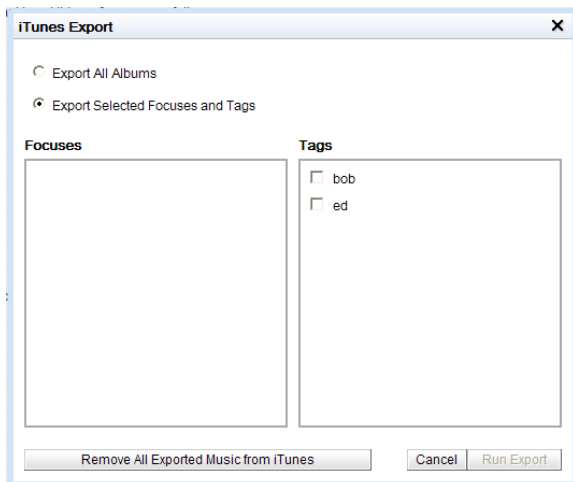 iTunes Export
Export All Albums
Export Selected Focuses and Tags
Focuses
Tags
bob
ed
Remove All Exported Music from iTunes
Cancel
Run Export